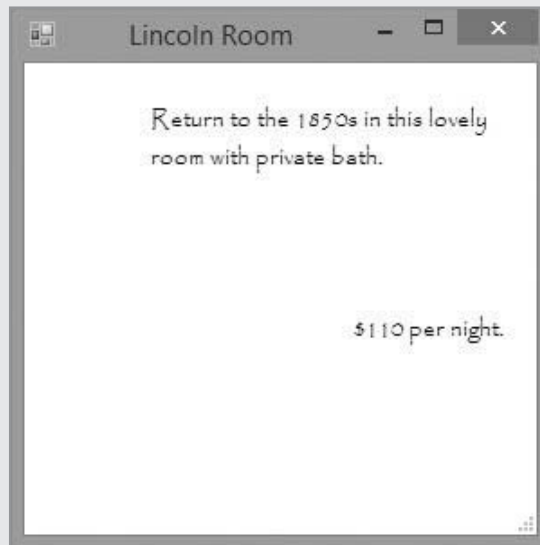 Lincoln Room
Return to the 1850s in this lovely
room with private bath.
$110 per night.